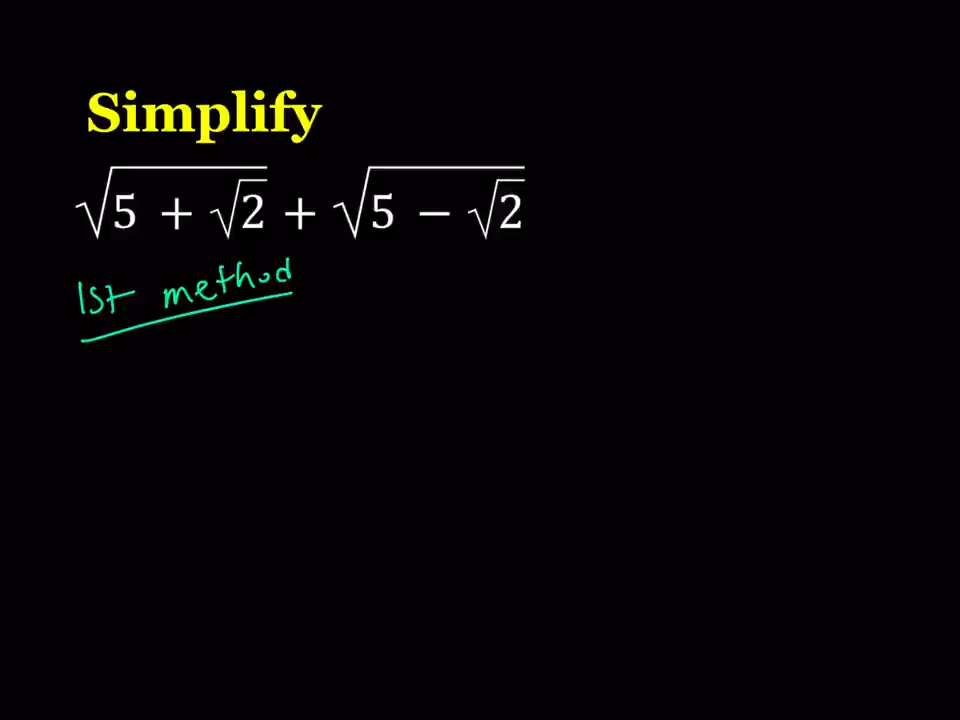 Simplify
√(5 + √2) + √(5 − √2)
1st method